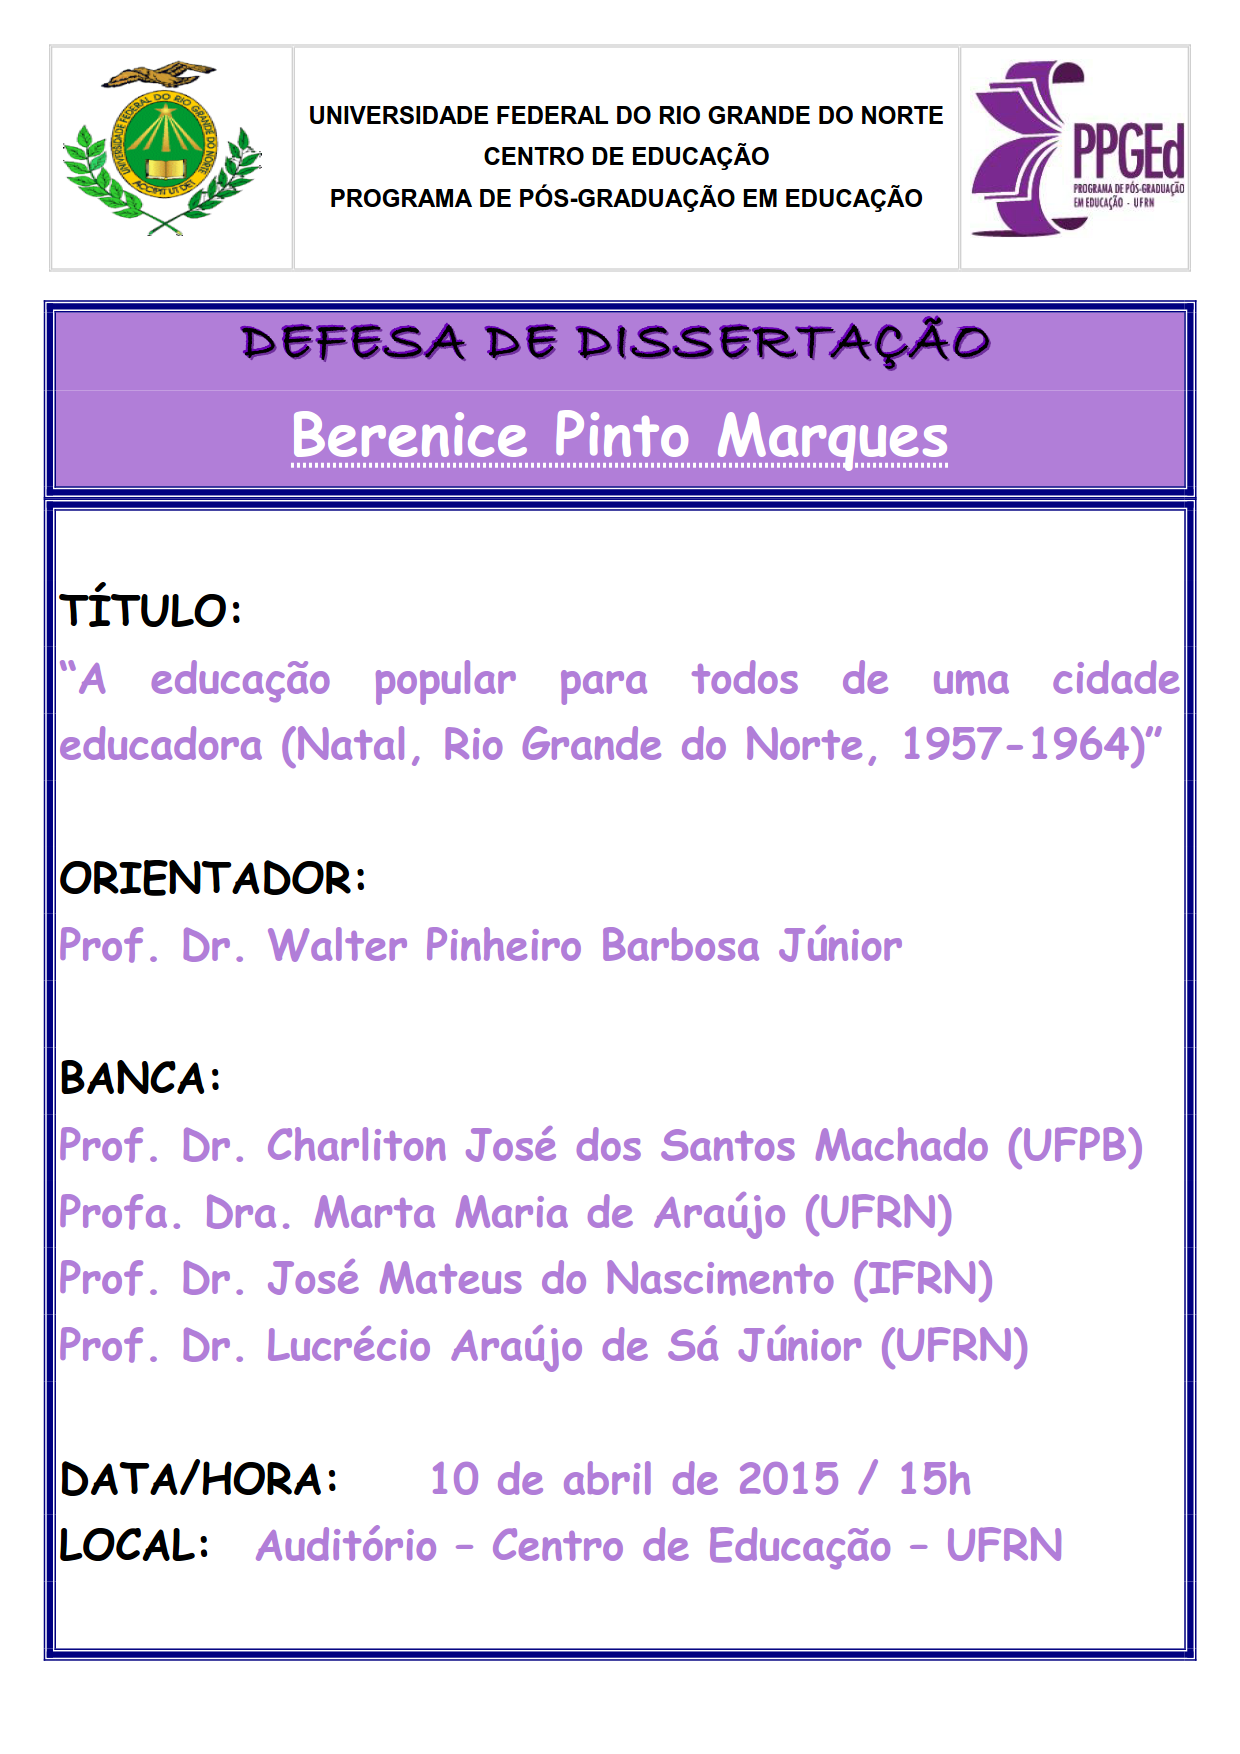 UNIVERSIDADE FEDERAL DO RIO GRANDE DO NORTE
ACCIPIT UT DET
UNIVERSIDADE FEDERAL DO RIO GRANDE DO NORTE
CENTRO DE EDUCAÇÃO
PROGRAMA DE PÓS-GRADUAÇÃO EM EDUCAÇÃO
PPGEd
PROGRAMA DE PÓS-GRADUAÇÃO
EM EDUCAÇÃO - UFRN
DEFESA DE DISSERTAÇÃO
Berenice Pinto Marques
TÍTULO:
“A educação popular para todos de uma cidade
educadora (Natal, Rio Grande do Norte, 1957-1964)”
ORIENTADOR:
Prof. Dr. Walter Pinheiro Barbosa Júnior
BANCA:
Prof. Dr. Charliton José dos Santos Machado (UFPB)
Profa. Dra. Marta Maria de Araújo (UFRN)
Prof. Dr. José Mateus do Nascimento (IFRN)
Prof. Dr. Lucrécio Araújo de Sá Júnior (UFRN)
DATA/HORA: 10 de abril de 2015 / 15h
LOCAL: Auditório – Centro de Educação – UFRN